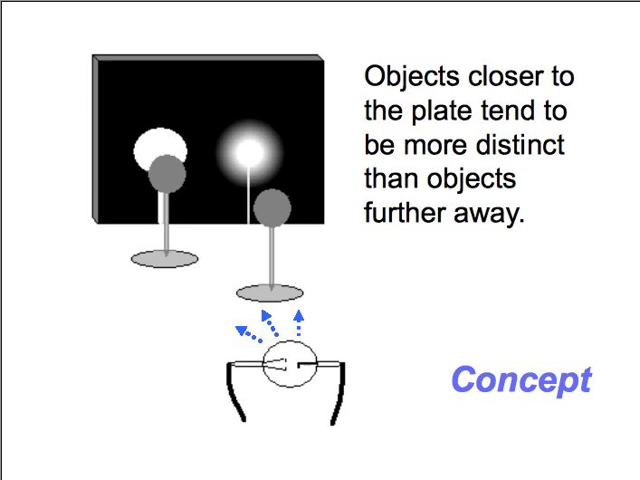 Objects closer to
the plate tend to
be more distinct
than objects
further away.
Concept